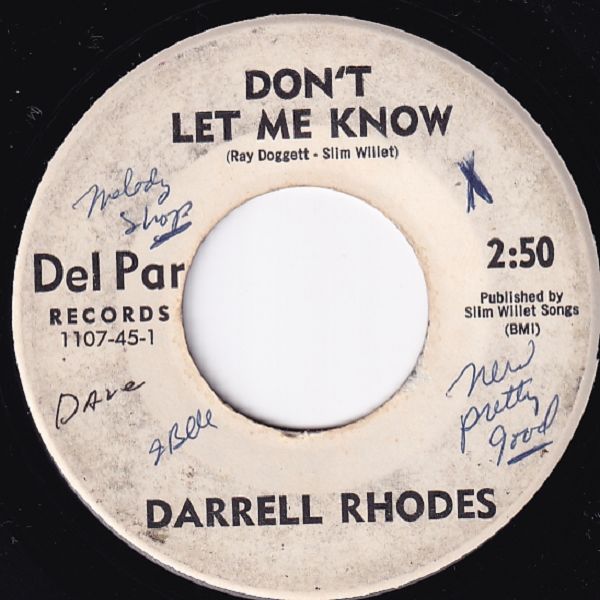 DON'T
LET ME KNOW
(Ray Doggett - Slim Willet)
Melody
Shop
X
Del Par
RECORDS
1107-45-1
2:50
Published by
Slim Willet Songs
(BMI)
Dave
New
pretty
good
DARRELL RHODES